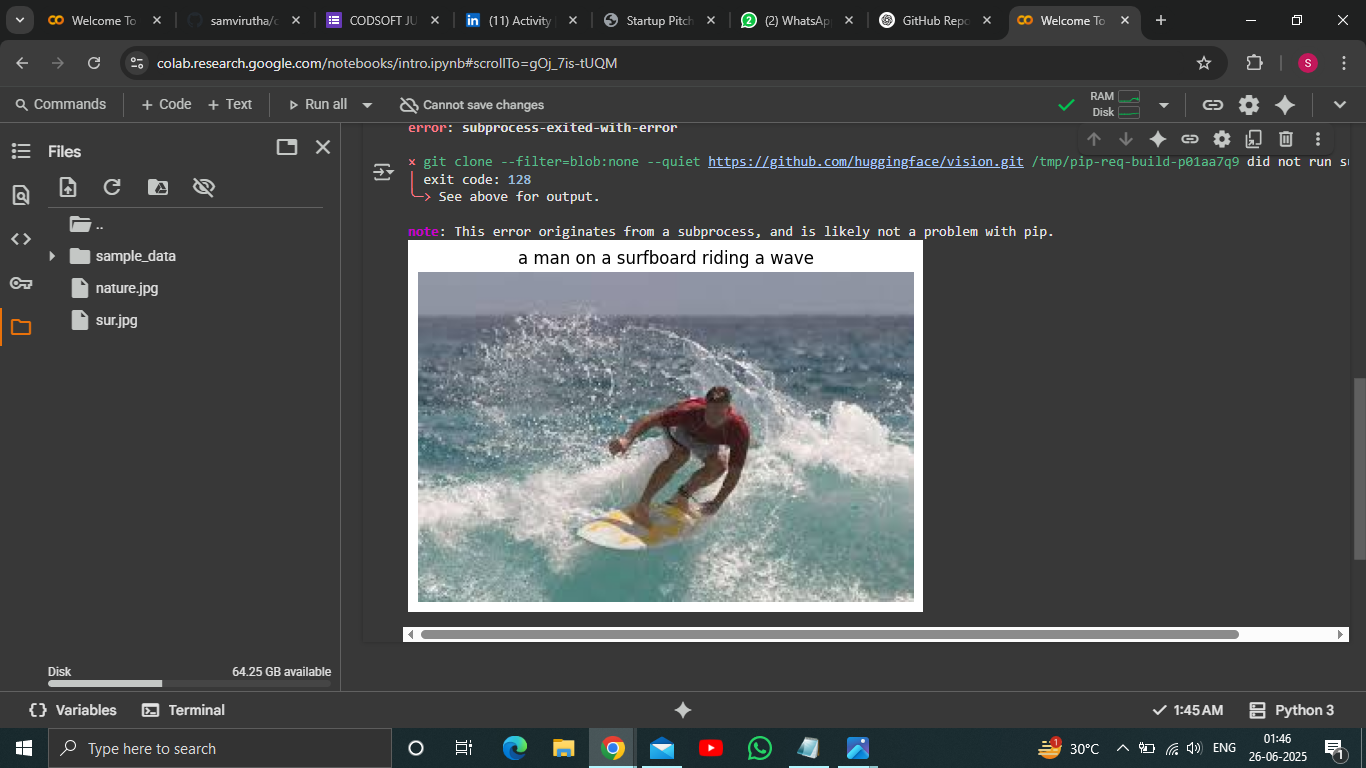 Welcome To
samvirutha/c
CODSOFT JU
(11) Activity
Startup Pitch
(2) WhatsAp
GitHub Repo
Welcome To
colab.research.google.com/notebooks/intro.ipynb#scrollTo=gOj_7is-tUQM
S
Commands
+ Code + Text
Run all
Cannot save changes
RAM
Disk
Files
..
sample_data
nature.jpg
sur.jpg
Disk 64.25 GB available
error: subprocess-exited-with-error
× git clone --filter=blob:none --quiet https://github.com/huggingface/vision.git /tmp/pip-req-build-p01aa7q9 did not run su
exit code: 128
See above for output.
note: This error originates from a subprocess, and is likely not a problem with pip.
a man on a surfboard riding a wave
Variables Terminal
1:45 AM Python 3
Type here to search
1
30°C
ENG
01:46
26-06-2025
1